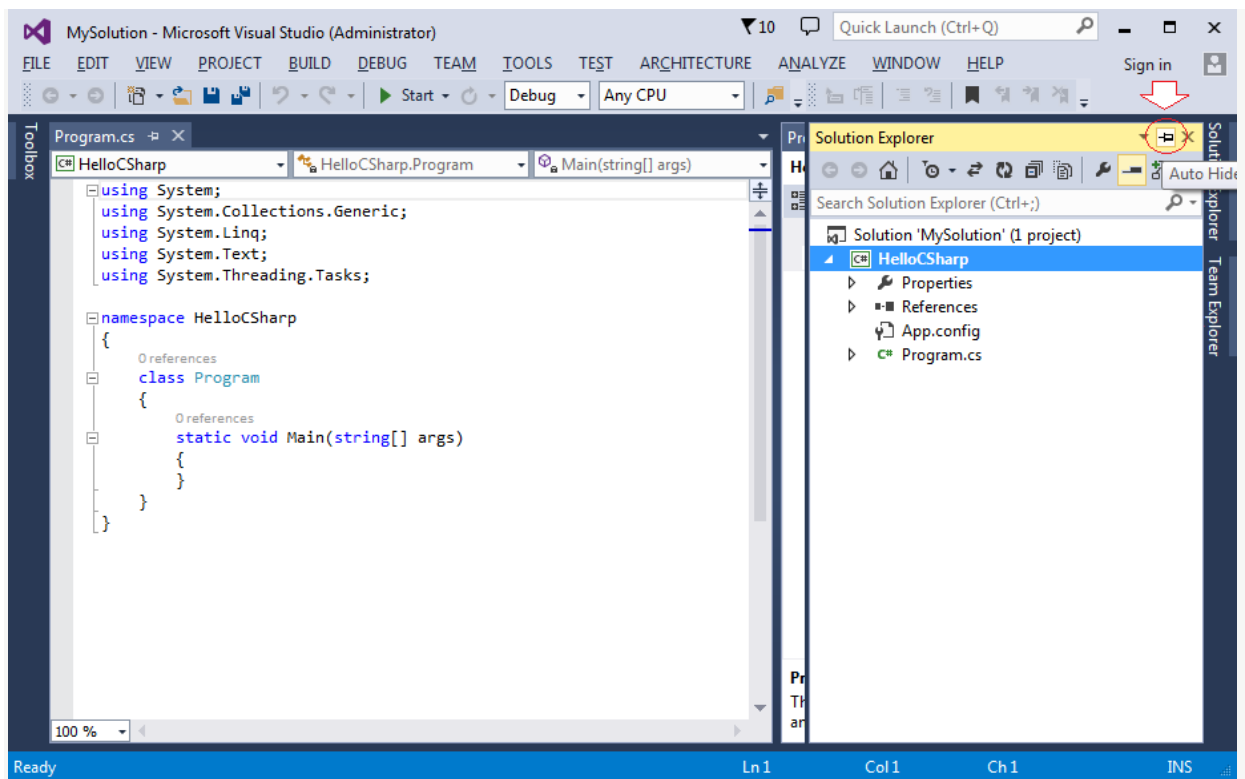 MySolution - Microsoft Visual Studio (Administrator)
10
Quick Launch (Ctrl+Q)
FILE EDIT VIEW PROJECT BUILD DEBUG TEAM TOOLS TEST ARCHITECTURE ANALYZE WINDOW HELP Sign in
Start Debug Any CPU
Toolbox
Program.cs
HelloCSharp HelloCSharp.Program Main(string[] args)
using System;
using System.Collections.Generic;
using System.Linq;
using System.Text;
using System.Threading.Tasks;
namespace HelloCSharp
{
0 references
class Program
{
0 references
static void Main(string[] args)
{
}
}
}
100 %
Solution Explorer
Auto Hide
Search Solution Explorer (Ctrl+;)
Solution 'MySolution' (1 project)
C# HelloCSharp
Properties
References
App.config
C# Program.cs
Team Explorer
Ready Ln 1 Col 1 Ch 1 INS